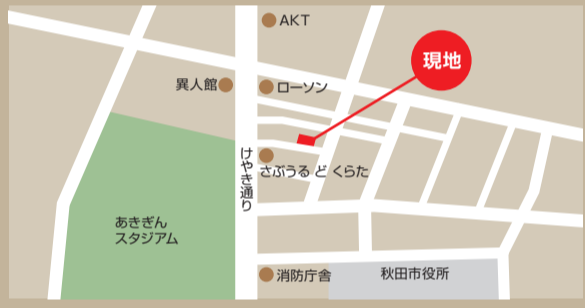 AKT
現地
異人館
ローソン
けやき通り
さぶうる ど くらた
あきぎん
スタジアム
消防庁舎
秋田市役所